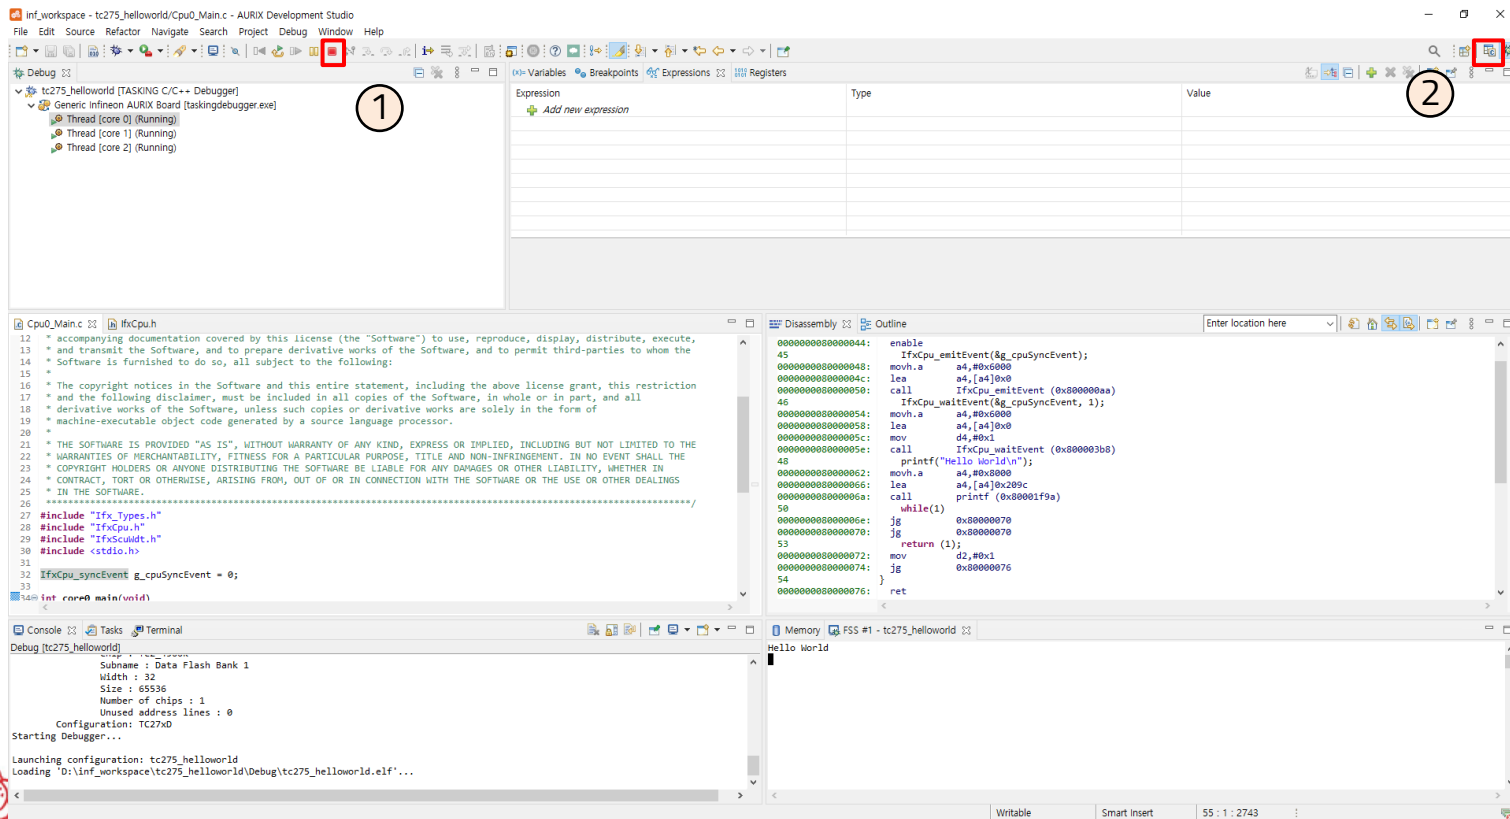 inf_workspace - tc275_helloworld/Cpu0_Main.c - AURIX Development Studio
File Edit Source Refactor Navigate Search Project Debug Window Help
Debug
tc275_helloworld [TASKING C/C++ Debugger]
Generic Infineon AURIX Board [taskingdebugger.exe]
Thread [core 0] (Running)
Thread [core 1] (Running)
Thread [core 2] (Running)
1
(x)= Variables Breakpoints Expressions Registers
Expression Type Value
Add new expression
2
Cpu0_Main.c IfxCpu.h
12 * accompanying documentation covered by this license (the "Software") to use, reproduce, display, distribute, execute,
13 * and transmit the Software, and to prepare derivative works of the Software, and to permit third-parties to whom the
14 * Software is furnished to do so, all subject to the following:
15 *
16 * The copyright notices in the Software and this entire statement, including the above license grant, this restriction
17 * and the following disclaimer, must be included in all copies of the Software, in whole or in part, and all
18 * derivative works of the Software, unless such copies or derivative works are solely in the form of
19 * machine-executable object code generated by a source language processor.
20 *
21 * THE SOFTWARE IS PROVIDED "AS IS", WITHOUT WARRANTY OF ANY KIND, EXPRESS OR IMPLIED, INCLUDING BUT NOT LIMITED TO THE
22 * WARRANTIES OF MERCHANTABILITY, FITNESS FOR A PARTICULAR PURPOSE, TITLE AND NON-INFRINGEMENT. IN NO EVENT SHALL THE
23 * COPYRIGHT HOLDERS OR ANYONE DISTRIBUTING THE SOFTWARE BE LIABLE FOR ANY DAMAGES OR OTHER LIABILITY, WHETHER IN
24 * CONTRACT, TORT OR OTHERWISE, ARISING FROM, OUT OF OR IN CONNECTION WITH THE SOFTWARE OR THE USE OR OTHER DEALINGS
25 * IN THE SOFTWARE.
26 *********************************************************************************************************************/
27 #include "Ifx_Types.h"
28 #include "IfxCpu.h"
29 #include "IfxScuWdt.h"
30 #include <stdio.h>
31
32 IfxCpu_syncEvent g_cpuSyncEvent = 0;
33
34 int core0_main(void)
Disassembly Outline
Enter location here
0000000080000044: enable
45 IfxCpu_emitEvent(&g_cpuSyncEvent);
0000000080000048: movh.a a4,#0x6000
000000008000004c: lea a4,[a4]0x0
0000000080000050: call IfxCpu_emitEvent (0x800000aa)
46 IfxCpu_waitEvent(&g_cpuSyncEvent, 1);
0000000080000054: movh.a a4,#0x6000
0000000080000058: lea a4,[a4]0x0
000000008000005c: mov d4,#0x1
000000008000005e: call IfxCpu_waitEvent (0x800003b8)
48 printf("Hello World\n");
0000000080000062: movh.a a4,#0x8000
0000000080000066: lea a4,[a4]0x209c
000000008000006a: call printf (0x80001f9a)
50 while(1)
000000008000006e: jg 0x80000070
0000000080000070: jg 0x80000070
53 return (1);
0000000080000072: mov d2,#0x1
0000000080000074: jg 0x80000076
54 }
0000000080000076: ret
Console Tasks Terminal
Debug [tc275_helloworld]
Subname : Data Flash Bank 1
Width : 32
Size : 65536
Number of chips : 1
Unused address lines : 0
Configuration: TC27xD
Starting Debugger...
Launching configuration: tc275_helloworld
Loading 'D:\inf_workspace\tc275_helloworld\Debug\tc275_helloworld.elf'...
Memory FSS #1 - tc275_helloworld
Hello World
Writable Smart Insert 55 : 1 : 2743